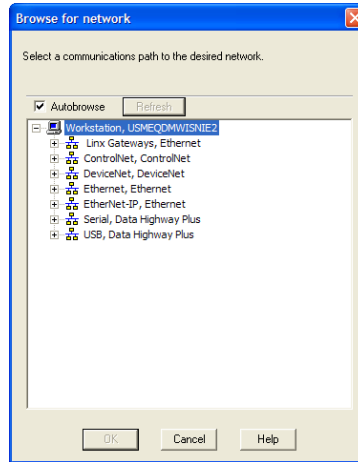 Browse for network
Select a communications path to the desired network.
Autobrowse Refresh
Workstation, USMEQDMWISNIE2
Linx Gateways, Ethernet
ControlNet, ControlNet
DeviceNet, DeviceNet
Ethernet, Ethernet
EtherNet-IP, Ethernet
Serial, Data Highway Plus
USB, Data Highway Plus
OK Cancel Help